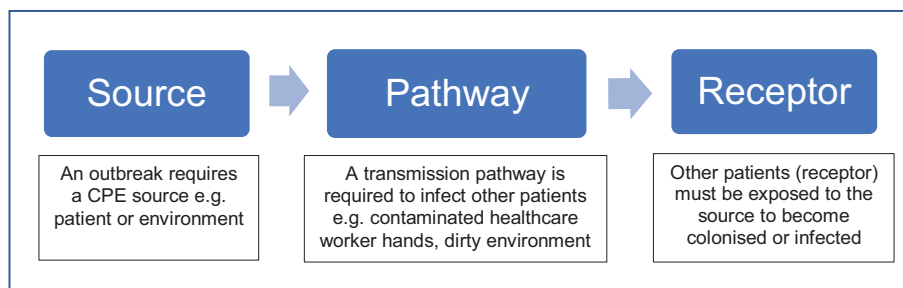 Source
Pathway
Receptor
An outbreak requires
a CPE source e.g.
patient or environment
A transmission pathway is
required to infect other patients
e.g. contaminated healthcare
worker hands, dirty environment
Other patients (receptor)
must be exposed to the
source to become
colonised or infected